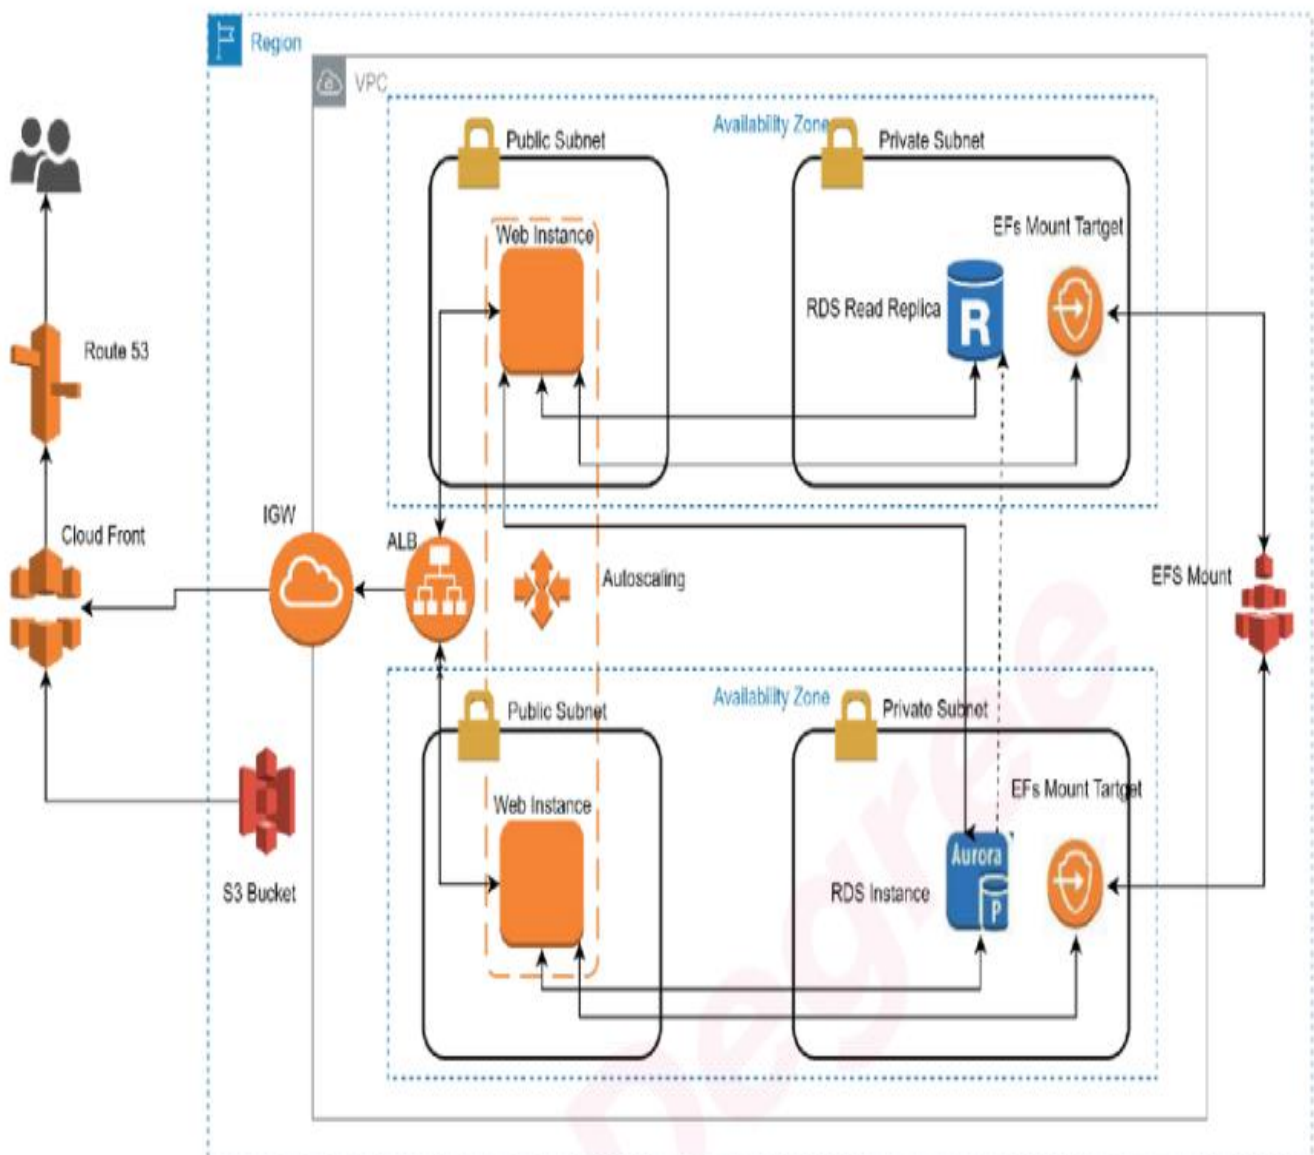 Region
VPC
Availability Zone
Public Subnet
Private Subnet
Web Instance
EFs Mount Tartget
RDS Read Replica
R
Route 53
IGW
Cloud Front
ALB
Autoscaling
EFS Mount
Availability Zone
Public Subnet
Private Subnet
Web Instance
EFs Mount Tartget
Aurora
P
RDS Instance
S3 Bucket
Degree